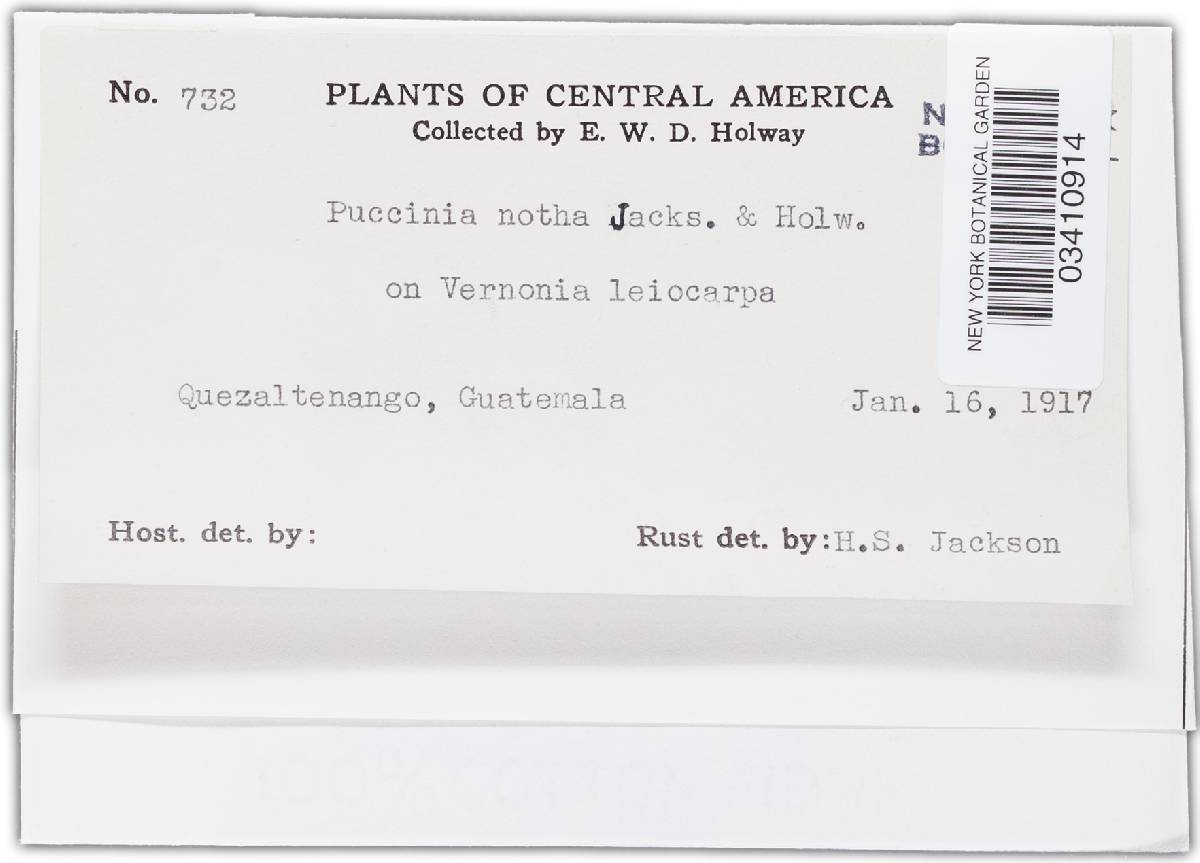 No. 732
PLANTS OF CENTRAL AMERICA
Collected by E. W. D. Holway
Puccinia notha Jacks. & Holw.
on Vernonia leiocarpa
Quezaltenango, Guatemala
Jan. 16, 1917
Host. det. by:
Rust det. by:H.S. Jackson
NEW YORK BOTANICAL GARDEN
03410914